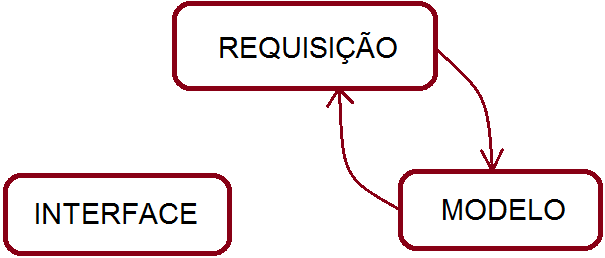 REQUISIÇÃO
INTERFACE
MODELO